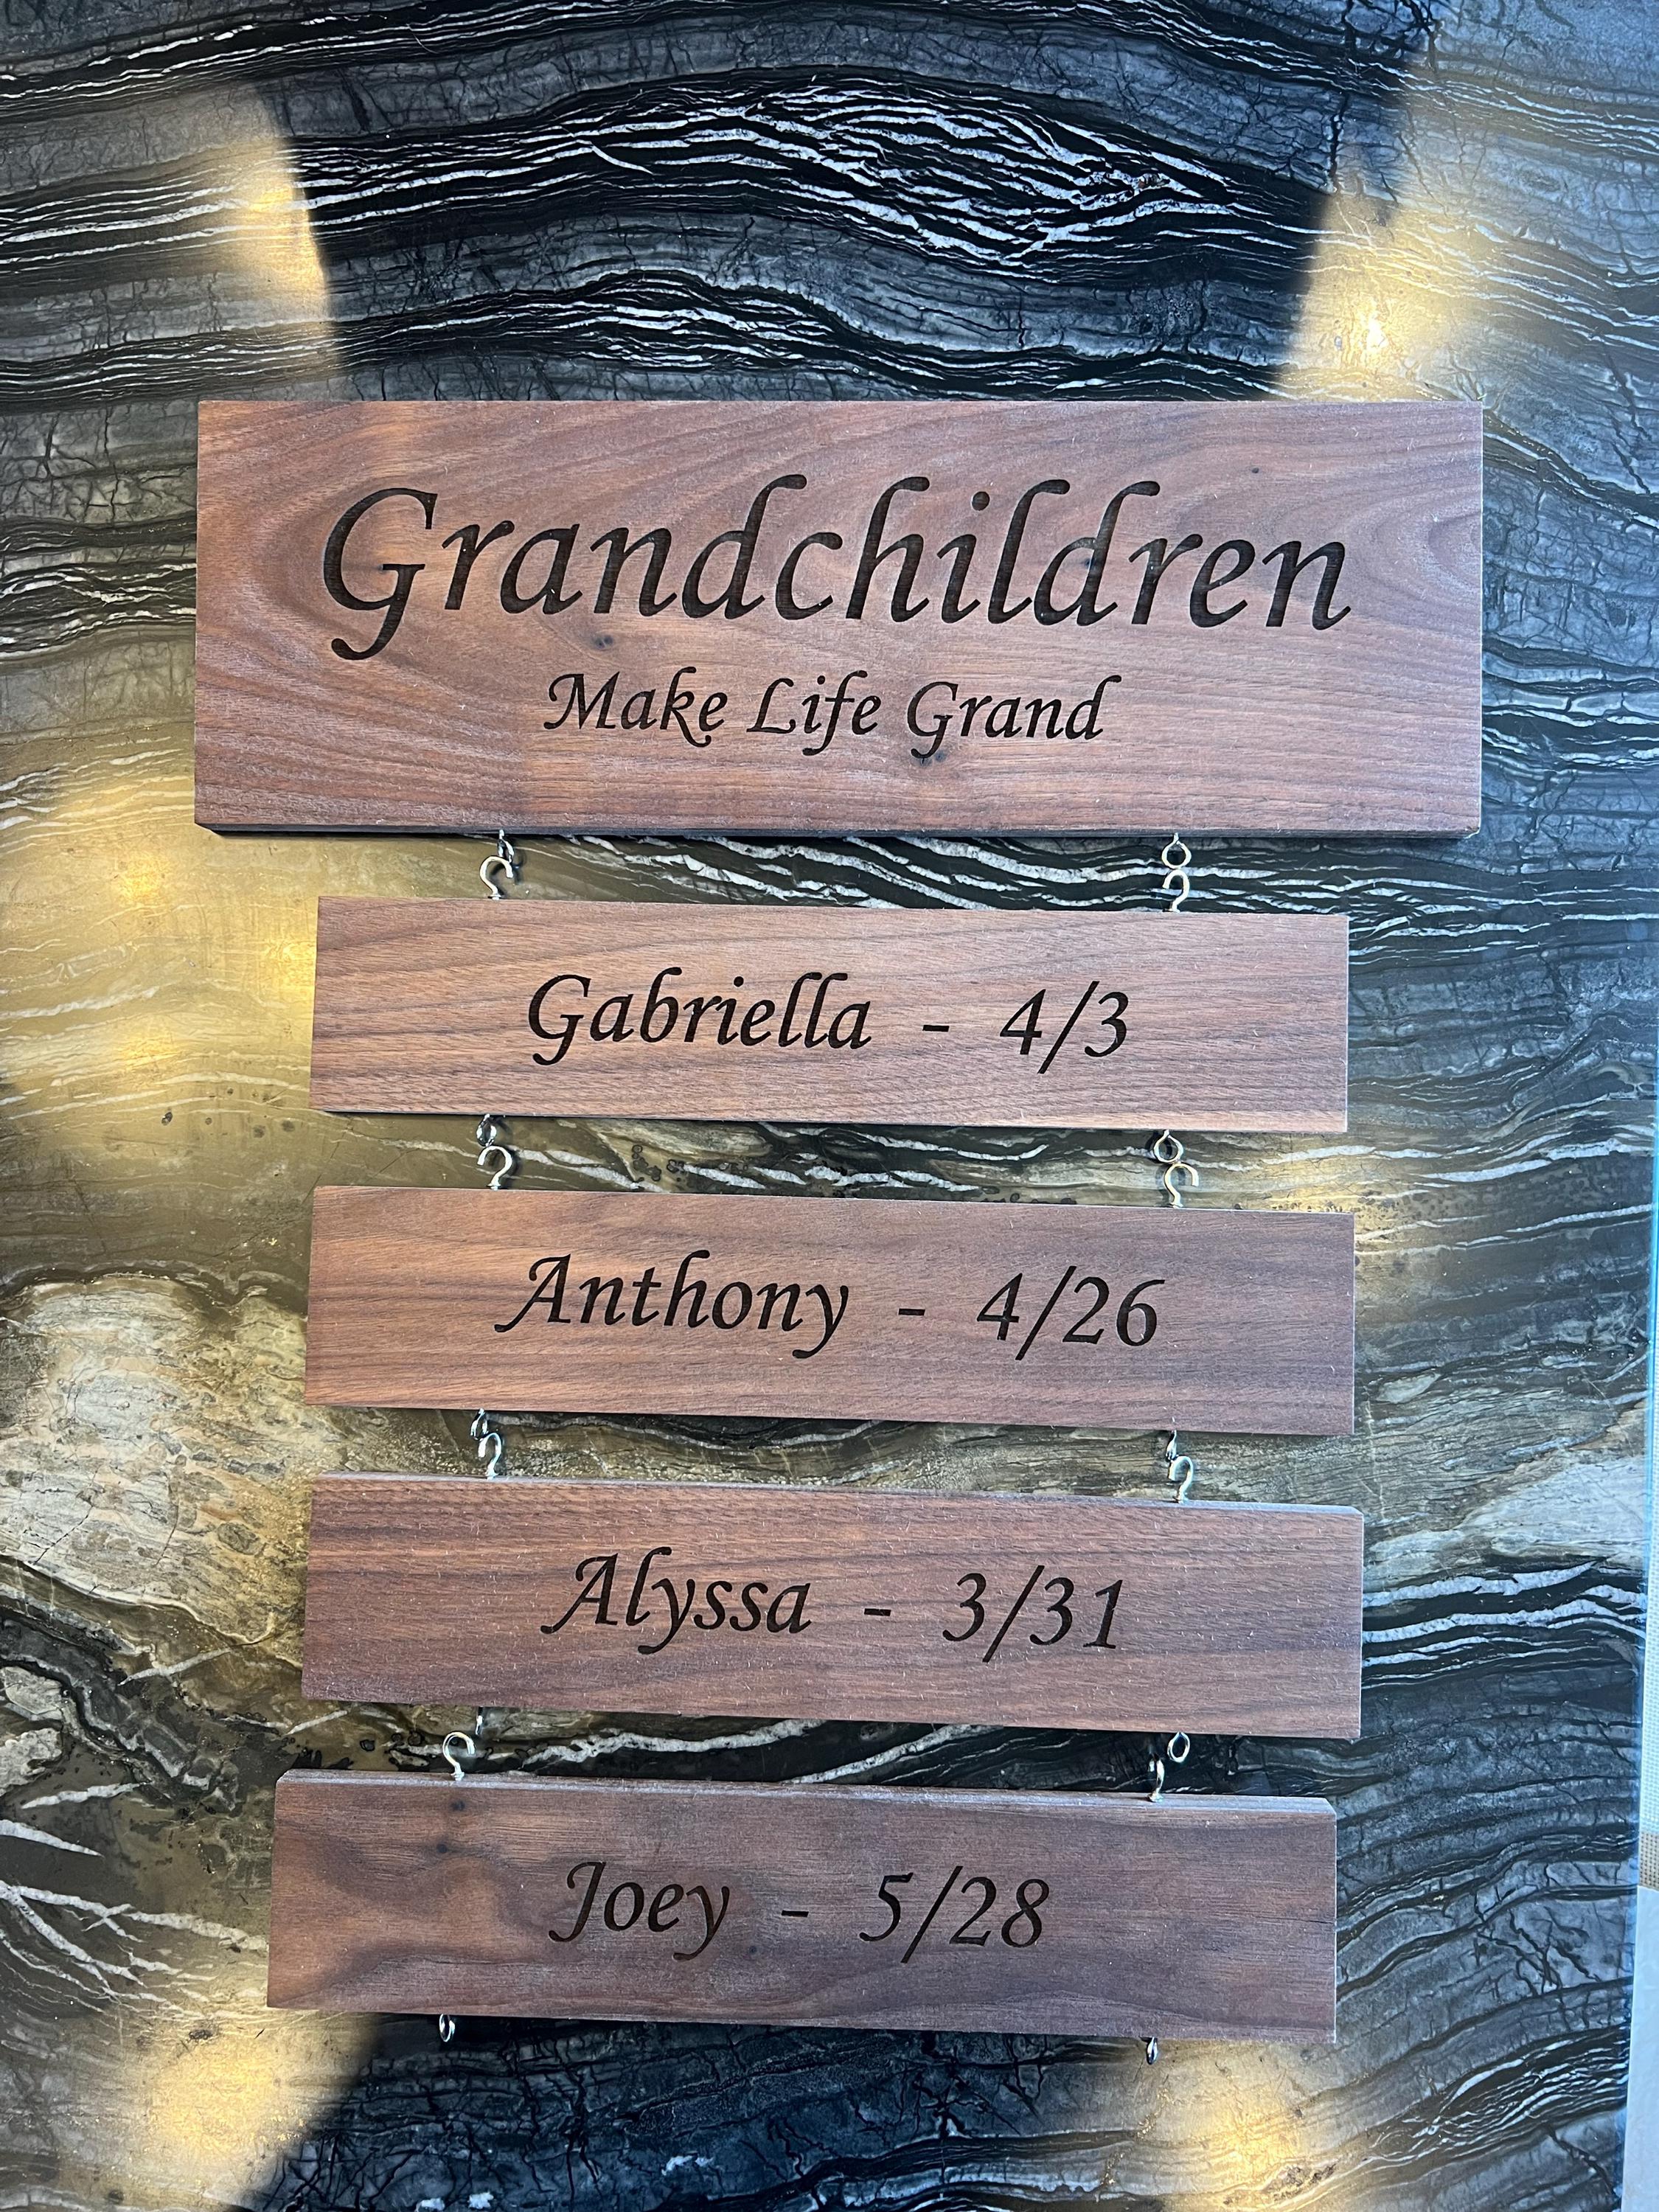 Grandchildren
Make Life Grand
Gabriella - 4/3
Anthony - 4/26
Alyssa - 3/31
Joey - 5/28